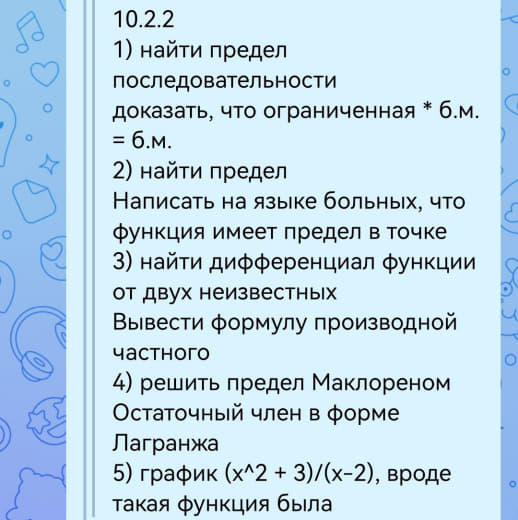 10.2.2
1) найти предел
последовательности
доказать, что ограниченная * б.м.
= б.м.
2) найти предел
Написать на языке больных, что
функция имеет предел в точке
3) найти дифференциал функции
от двух неизвестных
Вывести формулу производной
частного
4) решить предел Маклореном
Остаточный член в форме
Лагранжа
5) график (x^2 + 3)/(x-2), вроде
такая функция была